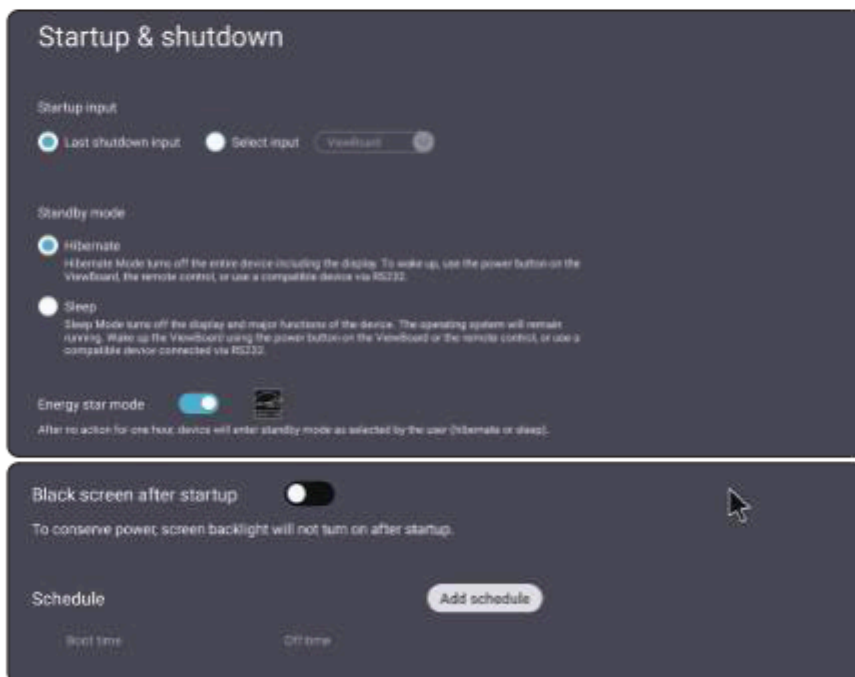 Startup & shutdown
Startup input
Last shutdown input
Select input
ViewBoard
Standby mode
Hibernate
Hibernate Mode turns off the entire device including the display. To wake up, use the power button on the
ViewBoard, the remote control, or use a compatible device via RS232.
Sleep
Sleep Mode turns off the display and major functions of the device. The operating system will remain
running. Wake up the ViewBoard using the power button on the ViewBoard or the remote control, or use a
compatible device connected via RS232.
Energy star mode
After no action for one hour, device will enter standby mode as selected by the user (hibernate or sleep).
Black screen after startup
To conserve power, screen backlight will not turn on after startup.
Schedule
Add schedule
Boot time
Off time